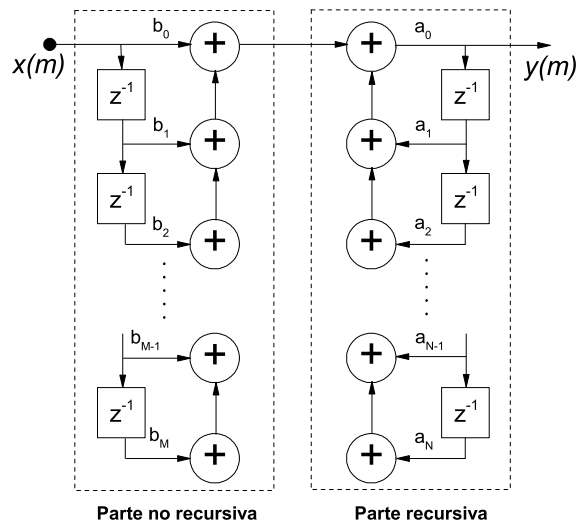 b0 a0
x(m) + + y(m)
z-1 z-1
b1 + + a1
z-1 z-1
b2 + + a2
bM-1 + + aN-1
z-1 z-1
bM + + aN
Parte no recursiva Parte recursiva